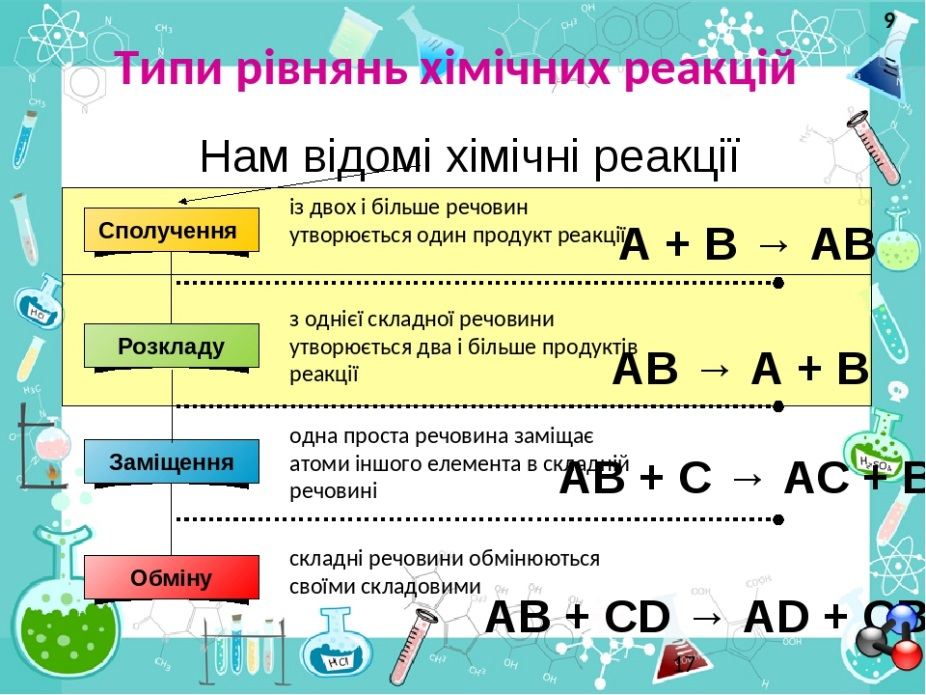 9
Типи рівнянь хімічних реакцій
Нам відомі хімічні реакції
Сполучення
із двох і більше речовин
утворюється один продукт реакції
A + B → AB
Розкладу
з однієї складної речовини
утворюється два і більше продуктів
реакції
AB → A + B
Заміщення
одна проста речовина заміщає
атоми іншого елемента в складній
речовині
AB + C → AC + B
Обміну
складні речовини обмінюються
своїми складовими
AB + CD → AD + CB
17
HCl
H₂SO₄
HCl